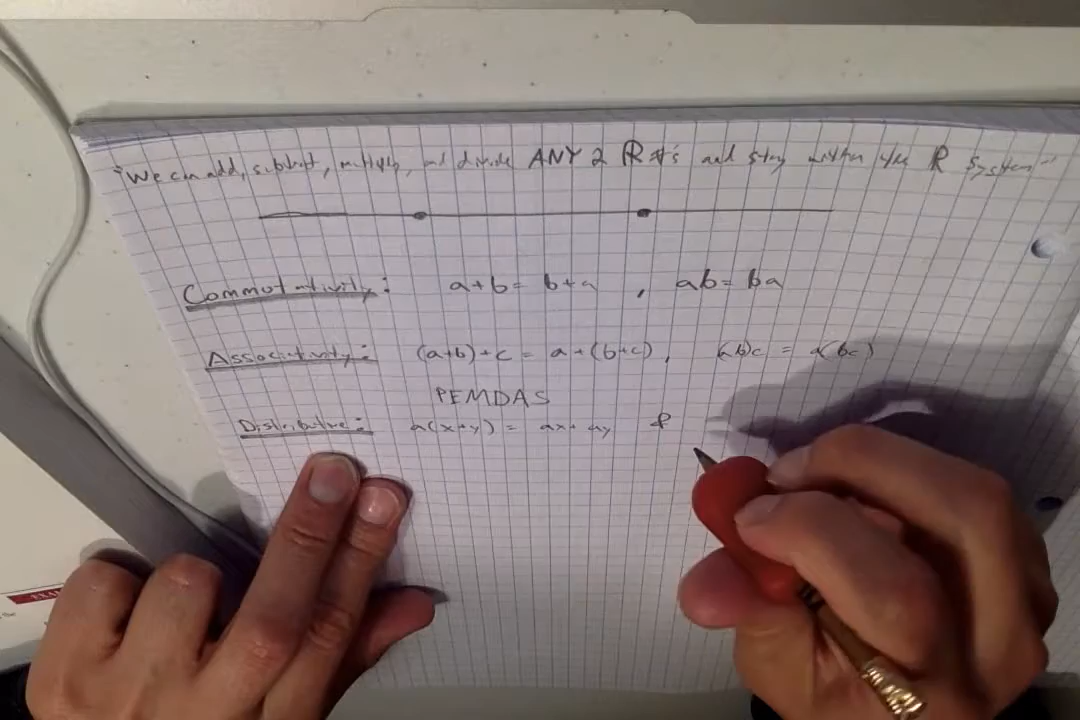 "We can add, subtract, multiply, and divide ANY 2 R #'s and stay within the R system"
Commutativity: a+b = b+a , ab = ba
Associativity: (a+b)+c = a+(b+c), (ab)c = a(bc)
PEMDAS
Distributive: a(x+y) = ax+ay &